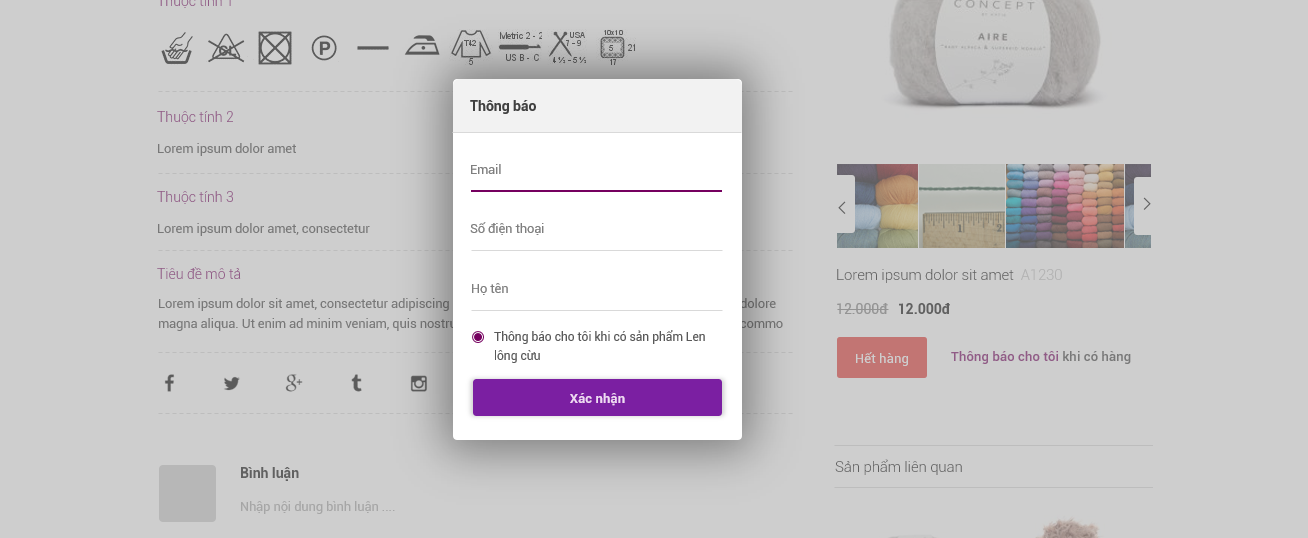 Thuộc tính 1
CL
P
T12
5
Metric 2 - 2
US B - C
USA
7 - 9
4 ½ - 5 ½
10x10
5
21
17
Thuộc tính 2
Lorem ipsum dolor amet
Thuộc tính 3
Lorem ipsum dolor amet, consectetur
Tiêu đề mô tả
Lorem ipsum dolor sit amet, consectetur adipiscing
dolore
magna aliqua. Ut enim ad minim veniam, quis nostru
commo
Bình luận
Nhập nội dung bình luận ....
Thông báo
Email
Số điện thoại
Họ tên
Thông báo cho tôi khi có sản phẩm Len
lông cừu
Xác nhận
CONCEPT
AIRE
1
2
Lorem ipsum dolor sit amet A1230
12.000đ 12.000đ
Hết hàng
Thông báo cho tôi khi có hàng
Sản phẩm liên quan